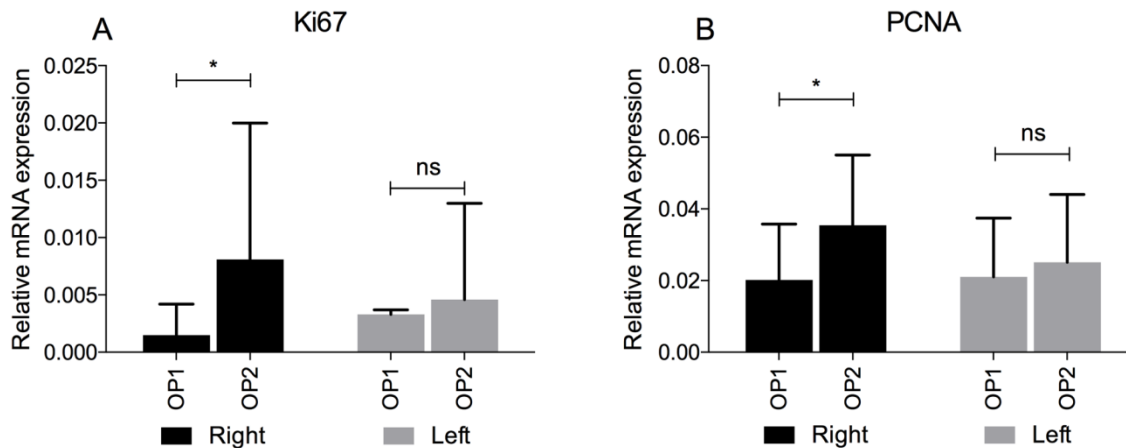 A
Ki67
Relative mRNA expression
0.025
0.020
0.015
0.010
0.005
0.000
*
ns
OP1
OP2
OP1
OP2
Right
Left
B
PCNA
Relative mRNA expression
0.08
0.06
0.04
0.02
0.00
*
ns
OP1
OP2
OP1
OP2
Right
Left